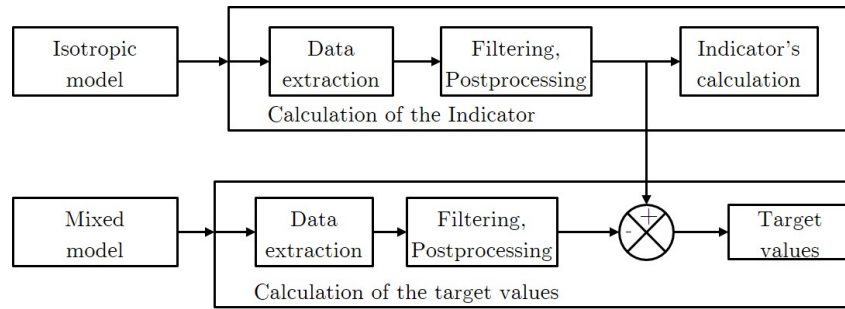 Isotropic
model
Data
extraction
Filtering,
Postprocessing
Indicator's
calculation
Calculation of the Indicator
Mixed
model
Data
extraction
Filtering,
Postprocessing
+
-
Target
values
Calculation of the target values